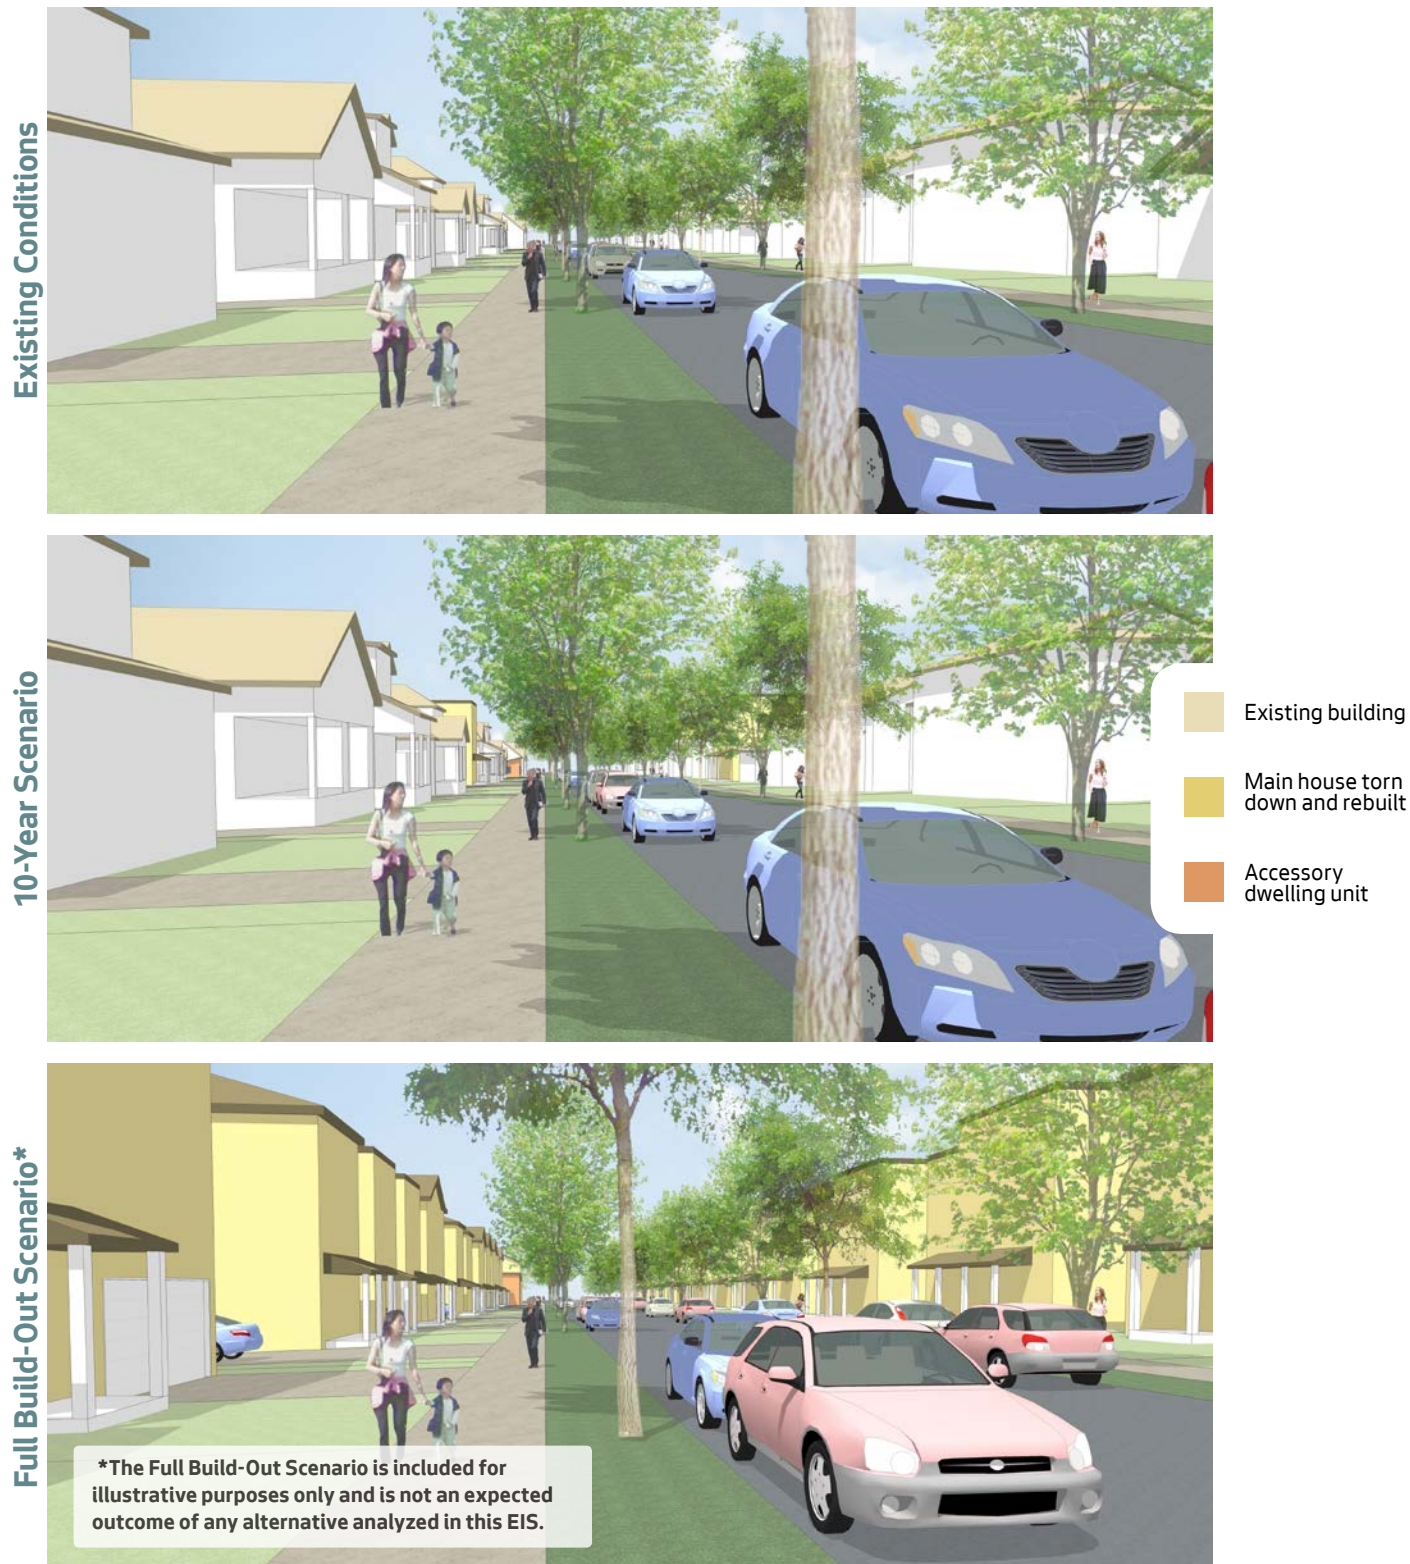 Existing Conditions
10-Year Scenario
Existing building
Main house torn
down and rebuilt
Accessory
dwelling unit
Full Build-Out Scenario*
*The Full Build-Out Scenario is included for
illustrative purposes only and is not an expected
outcome of any alternative analyzed in this EIS.